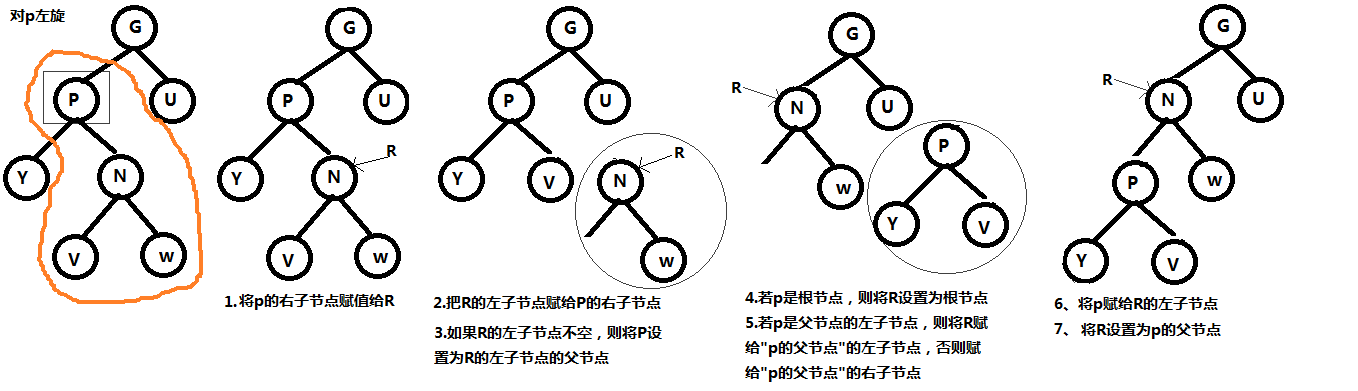 对p左旋
G
P
U
Y
N
V
w
G
P
U
R
Y
N
V
w
1.将p的右子节点赋值给R
G
P
U
Y
V
R
N
w
2.把R的左子节点赋给P的右子节点
3.如果R的左子节点不空，则将P设
置为R的左子节点的父节点
G
R
N
U
w
P
Y
V
4.若p是根节点，则将R设置为根节点
5.若p是父节点的左子节点，则将R赋
给"p的父节点"的左子节点，否则赋
给"p的父节点"的右子节点
G
R
N
U
P
w
Y
V
6、将p赋给R的左子节点
7、 将R设置为p的父节点